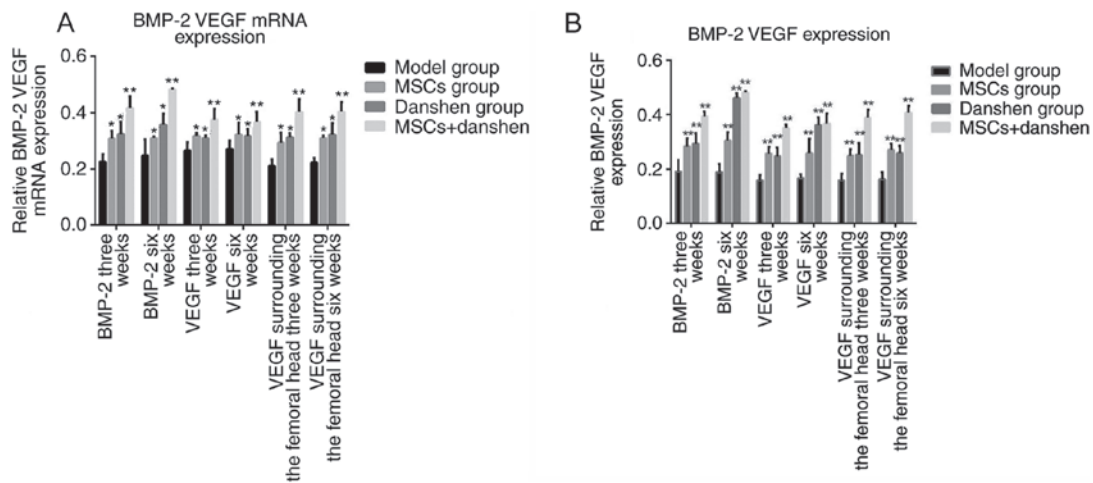 A
BMP-2 VEGF mRNA
expression
Relative BMP-2 VEGF
mRNA expression
0.6
0.4
0.2
0.0
Model group
MSCs group
Danshen group
MSCs+danshen
* * **
* * **
* * **
* * **
* * **
* * **
BMP-2 three
weeks
BMP-2 six
weeks
VEGF three
weeks
VEGF six
weeks
VEGF surrounding
the femoral head three weeks
VEGF surrounding
the femoral head six weeks
B
BMP-2 VEGF expression
Relative BMP-2 VEGF
expression
0.6
0.4
0.2
0.0
Model group
MSCs group
Danshen group
MSCs+danshen
** ** **
** ** **
** ** **
** ** **
** ** **
** ** **
BMP-2 three
weeks
BMP-2 six
weeks
VEGF three
weeks
VEGF six
weeks
VEGF surrounding
the femoral head three weeks
VEGF surrounding
the femoral head six weeks